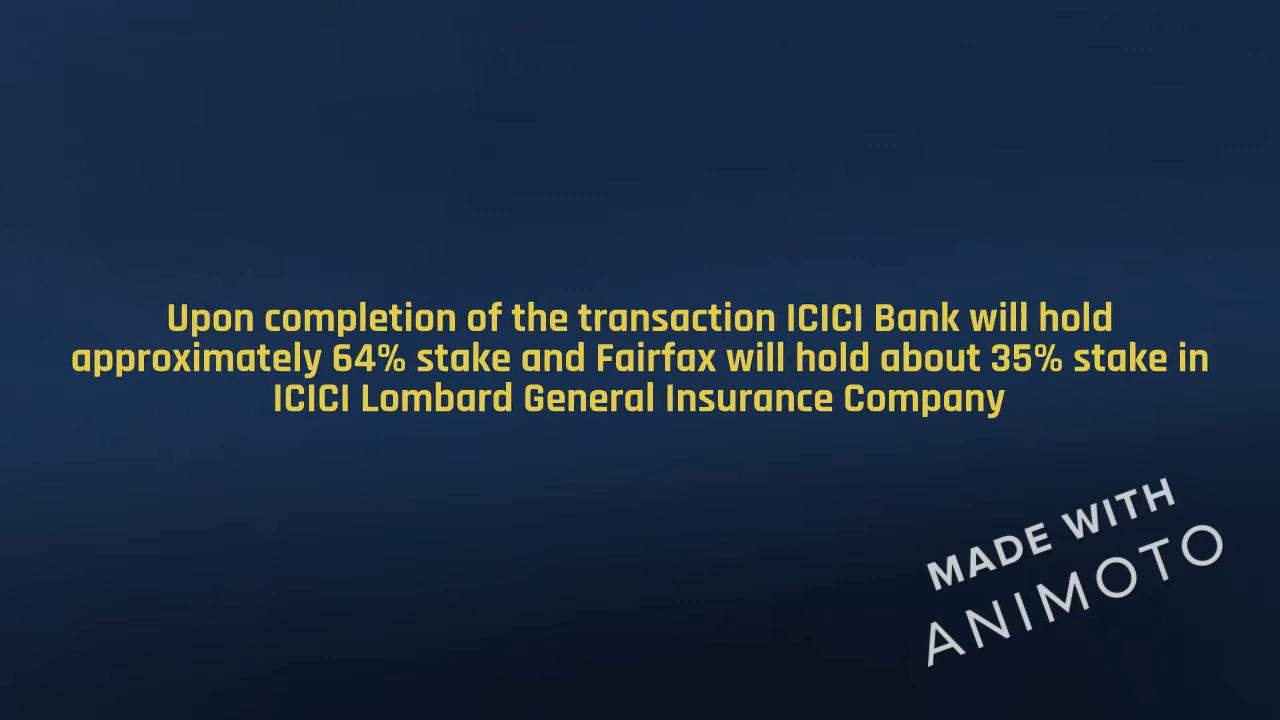 Upon completion of the transaction ICICI Bank will hold
approximately 64% stake and Fairfax will hold about 35% stake in
ICICI Lombard General Insurance Company
MADE WITH
ANIMOTO